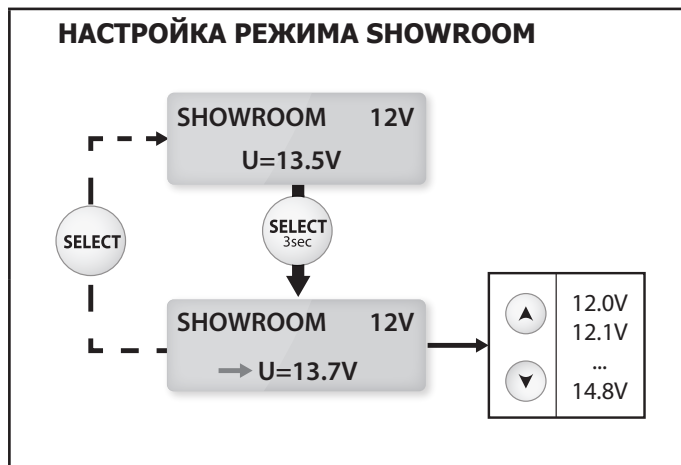 НАСТРОЙКА РЕЖИМА SHOWROOM
SHOWROOM 12V
U=13.5V
SELECT
SELECT
3sec
SHOWROOM 12V
U=13.7V
12.0V
12.1V
...
14.8V